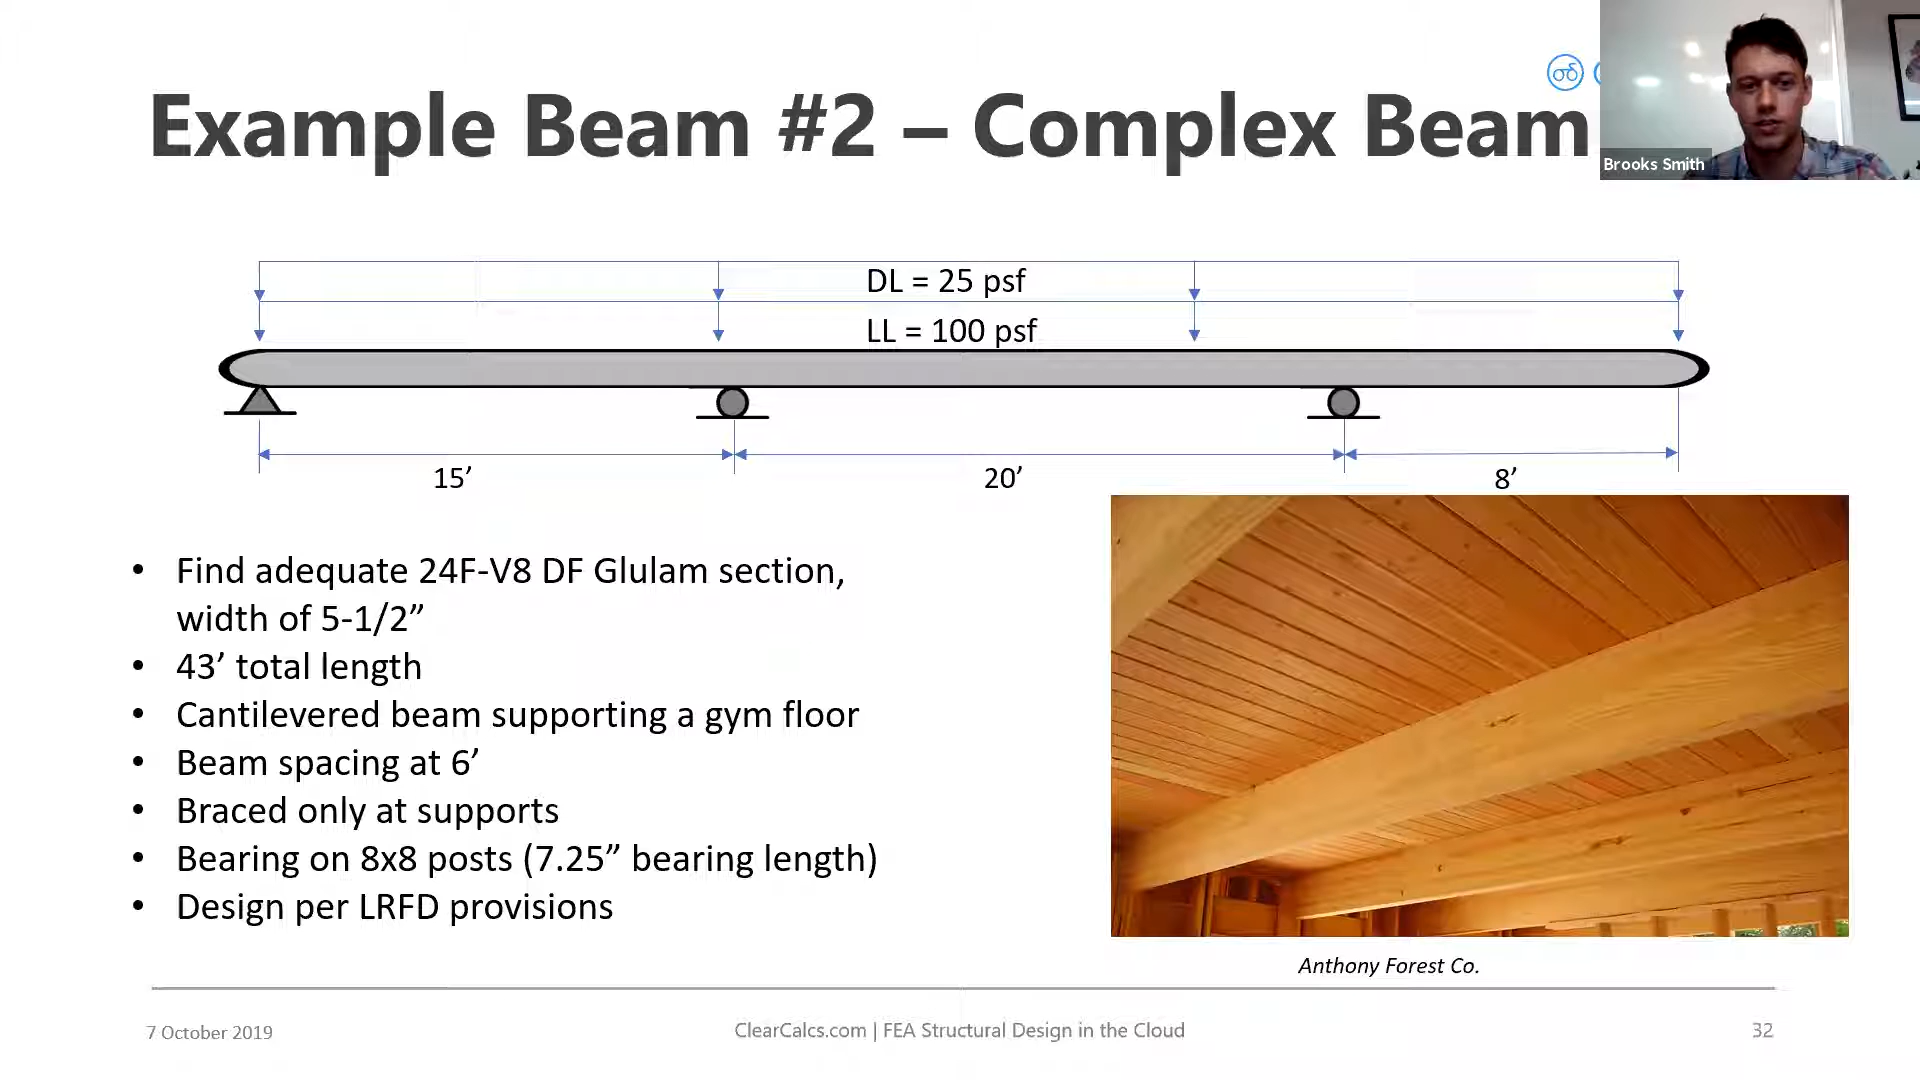 Example Beam #2 – Complex Beam
Brooks Smith
DL = 25 psf
LL = 100 psf
15’
20’
8’
• Find adequate 24F-V8 DF Glulam section,
width of 5-1/2”
• 43’ total length
• Cantilevered beam supporting a gym floor
• Beam spacing at 6’
• Braced only at supports
• Bearing on 8x8 posts (7.25” bearing length)
• Design per LRFD provisions
Anthony Forest Co.
7 October 2019
ClearCalcs.com | FEA Structural Design in the Cloud
32